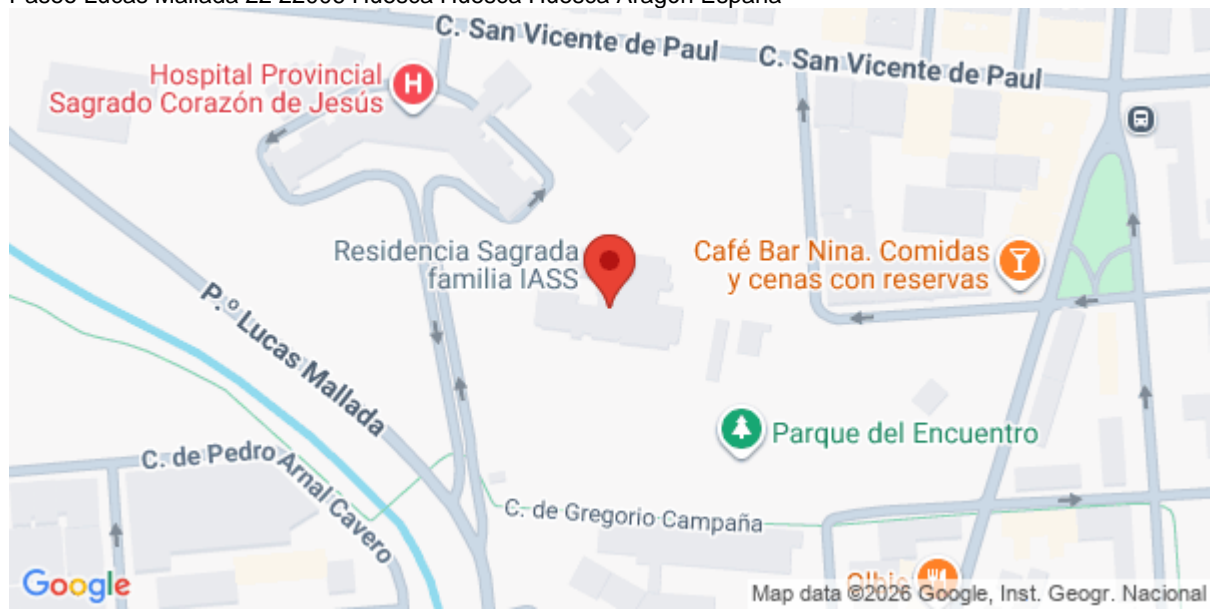 C. San Vicente de Paul
C. San Vicente de Paul
Hospital Provincial
Sagrado Corazón de Jesús
H
Residencia Sagrada
familia IASS
Café Bar Nina. Comidas
y cenas con reservas
P.º Lucas Mallada
Parque del Encuentro
C. de Pedro Arnal Cavero
C. de Gregorio Campaña
Google
Map data ©2026 Google, Inst. Geogr. Nacional